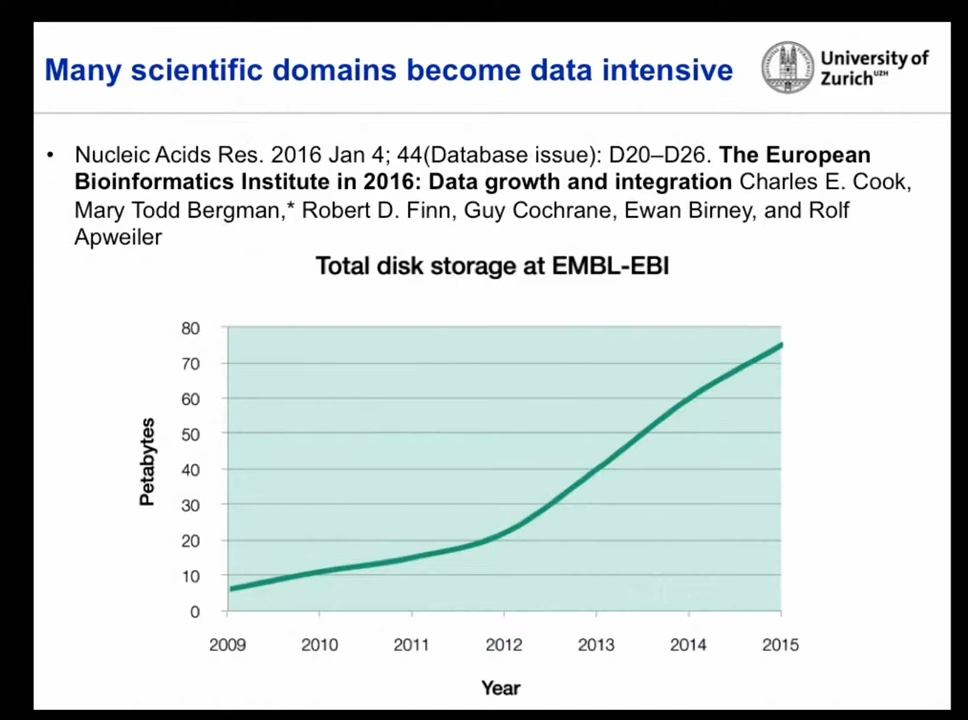 Many scientific domains become data intensive
University of
Zurich UZH
• Nucleic Acids Res. 2016 Jan 4; 44(Database issue): D20–D26. The European
Bioinformatics Institute in 2016: Data growth and integration Charles E. Cook,
Mary Todd Bergman,* Robert D. Finn, Guy Cochrane, Ewan Birney, and Rolf
Apweiler
Total disk storage at EMBL-EBI
80
70
60
50
40
30
20
10
0
Petabytes
2009 2010 2011 2012 2013 2014 2015
Year